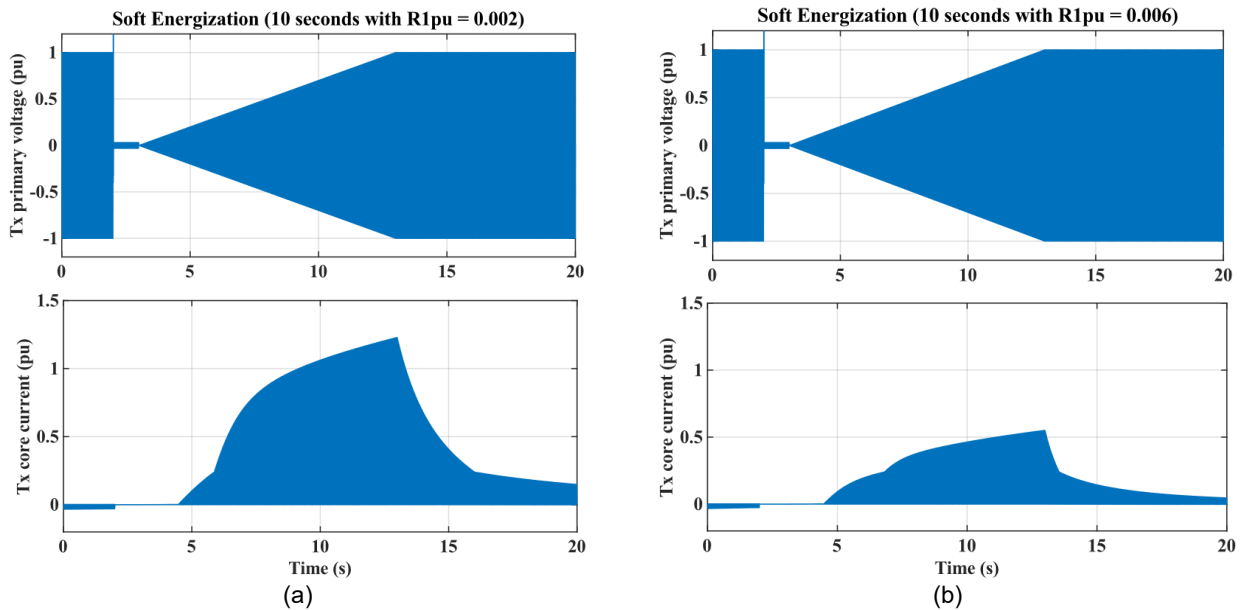 Soft Energization (10 seconds with R1pu = 0.002)
Tx primary voltage (pu)
1
0.5
0
-0.5
-1
0 5 10 15 20
Tx core current (pu)
1.5
1
0.5
0
0 5 10 15 20
Time (s)
(a)
Soft Energization (10 seconds with R1pu = 0.006)
Tx primary voltage (pu)
1
0.5
0
-0.5
-1
0 5 10 15 20
Tx core current (pu)
1.5
1
0.5
0
0 5 10 15 20
Time (s)
(b)